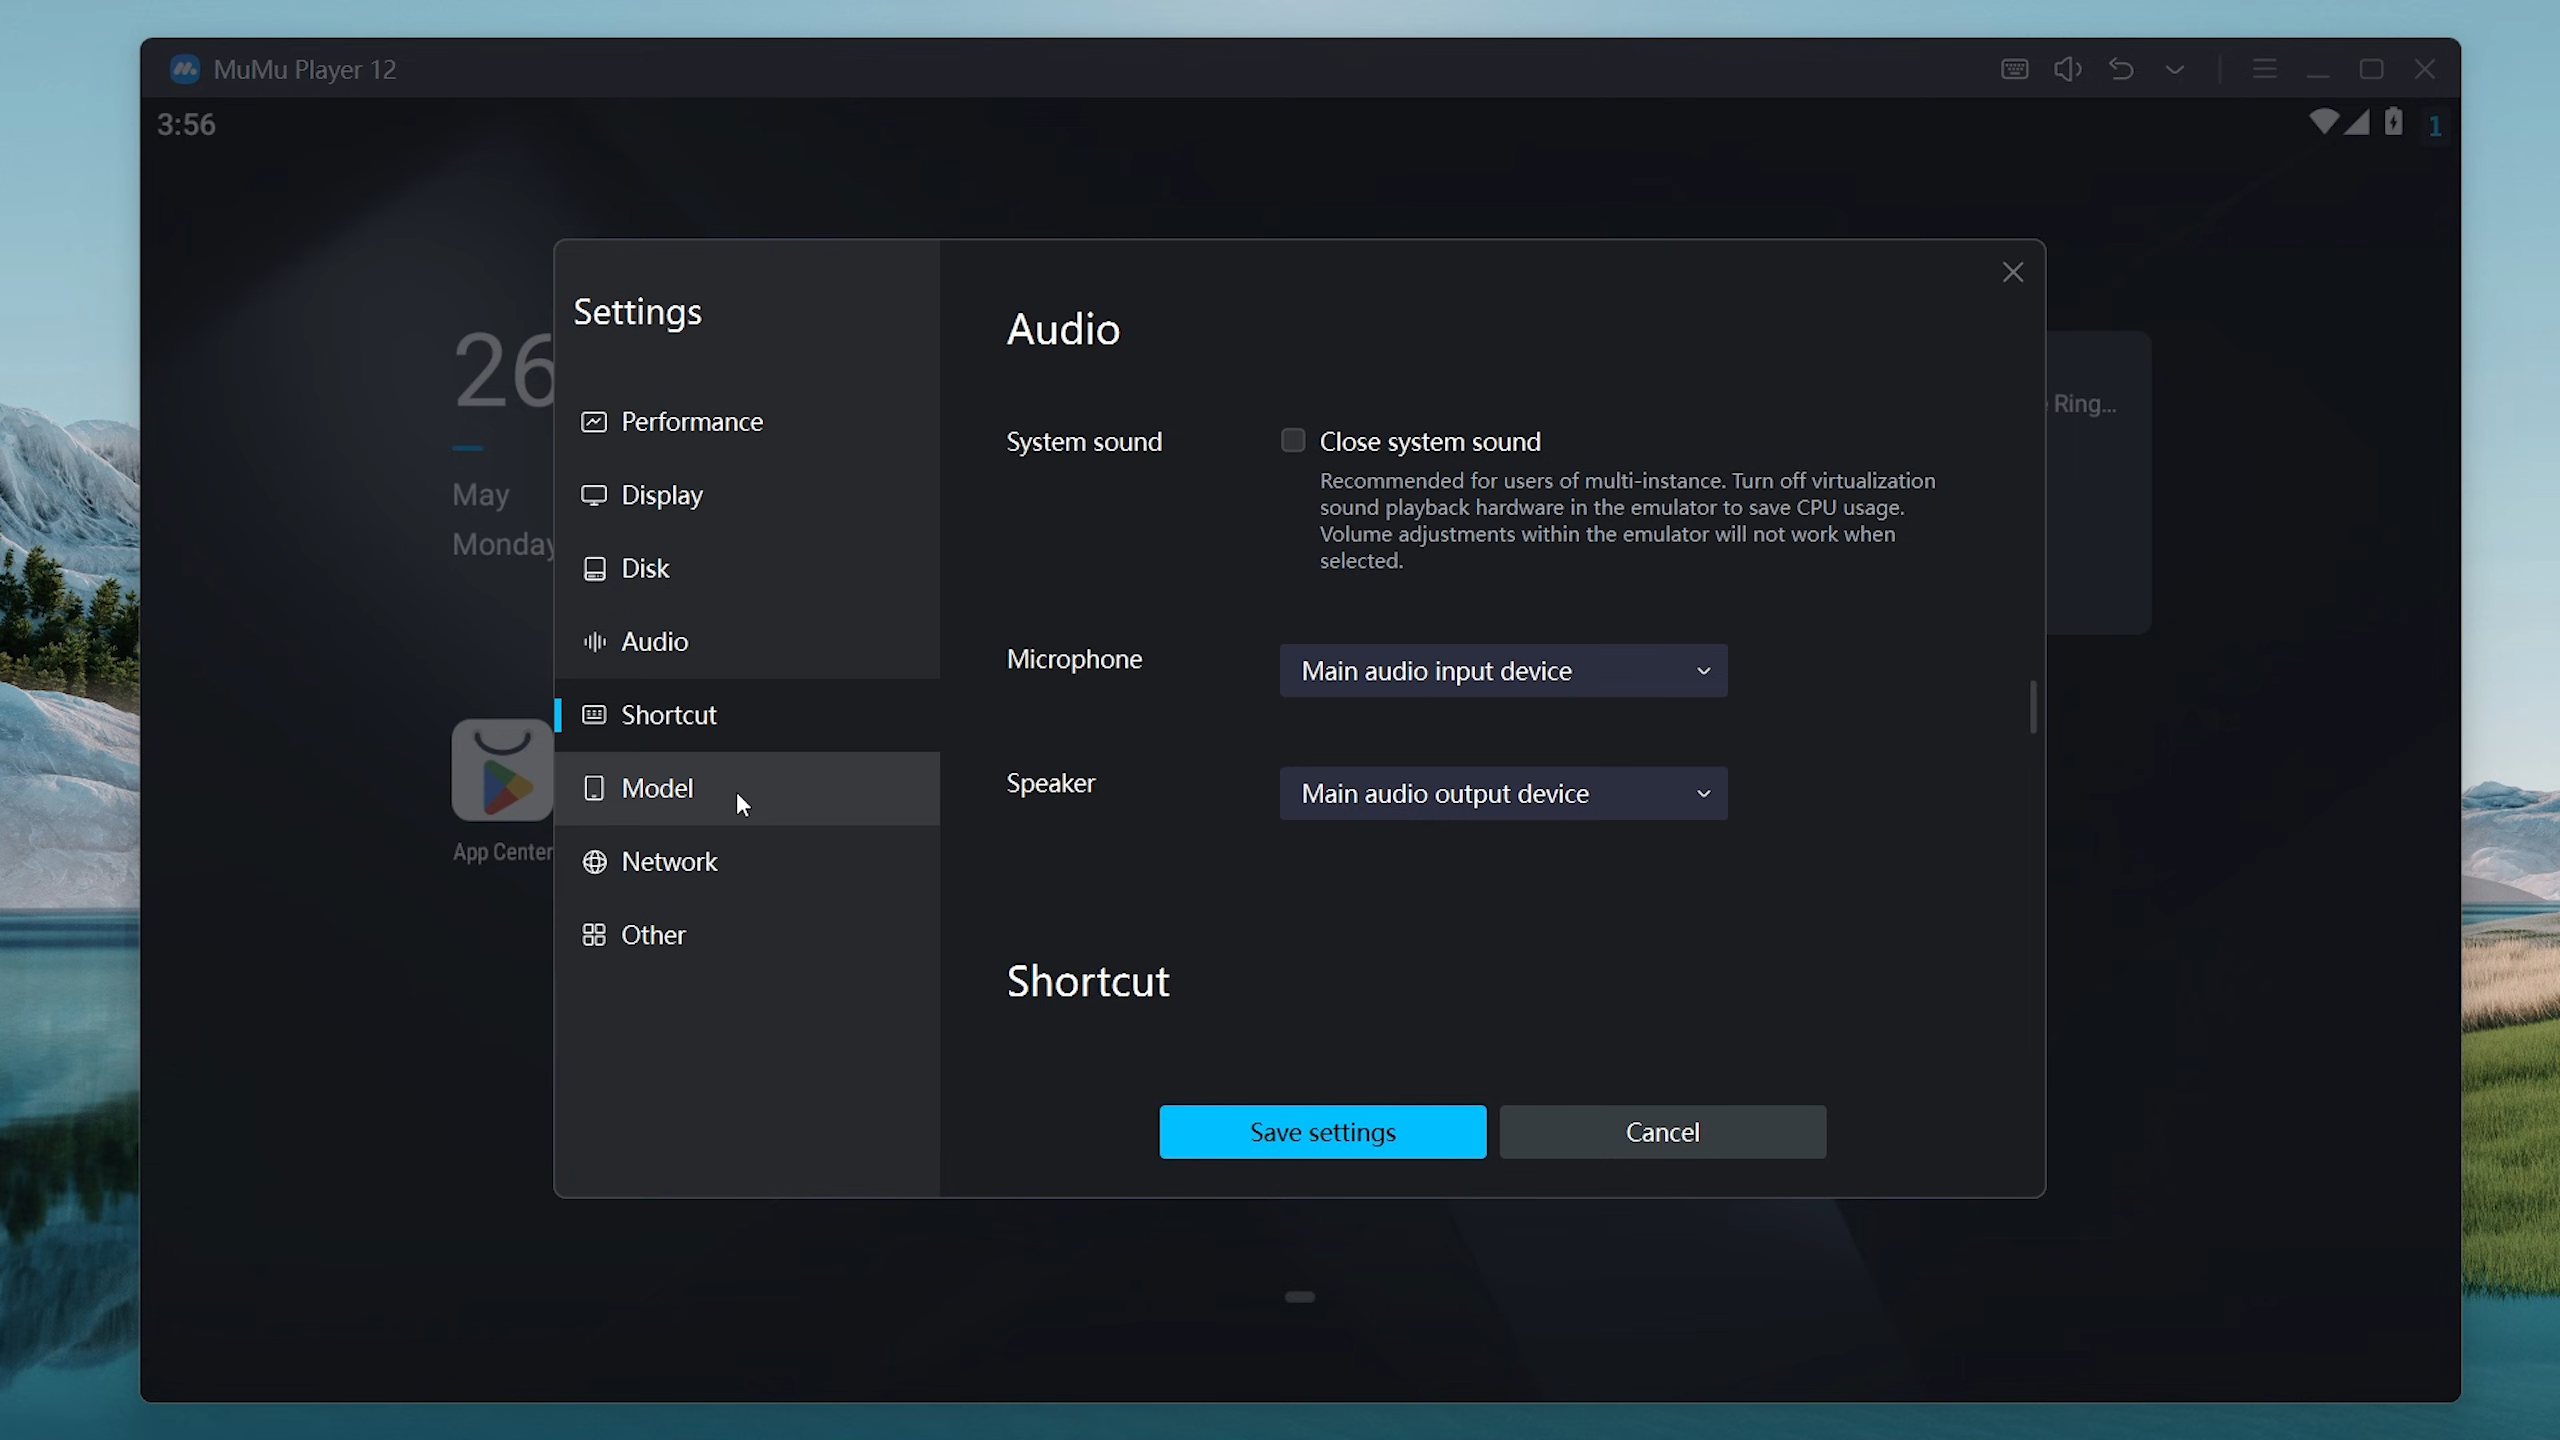 MuMu Player 12
3:56
1
26
May
Monday
App Center
Ring...
Settings
Performance
Display
Disk
Audio
Shortcut
Model
Network
Other
Audio
System sound
Close system sound
Recommended for users of multi-instance. Turn off virtualization
sound playback hardware in the emulator to save CPU usage.
Volume adjustments within the emulator will not work when
selected.
Microphone
Main audio input device
Speaker
Main audio output device
Shortcut
Save settings
Cancel